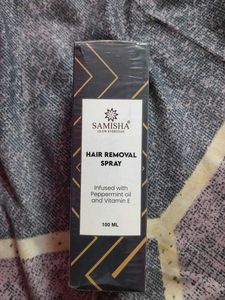 SAMISHA®
GLOW EVERYDAY
HAIR REMOVAL
SPRAY
Infused with
Peppermint oil
and Vitamin E
100 ML